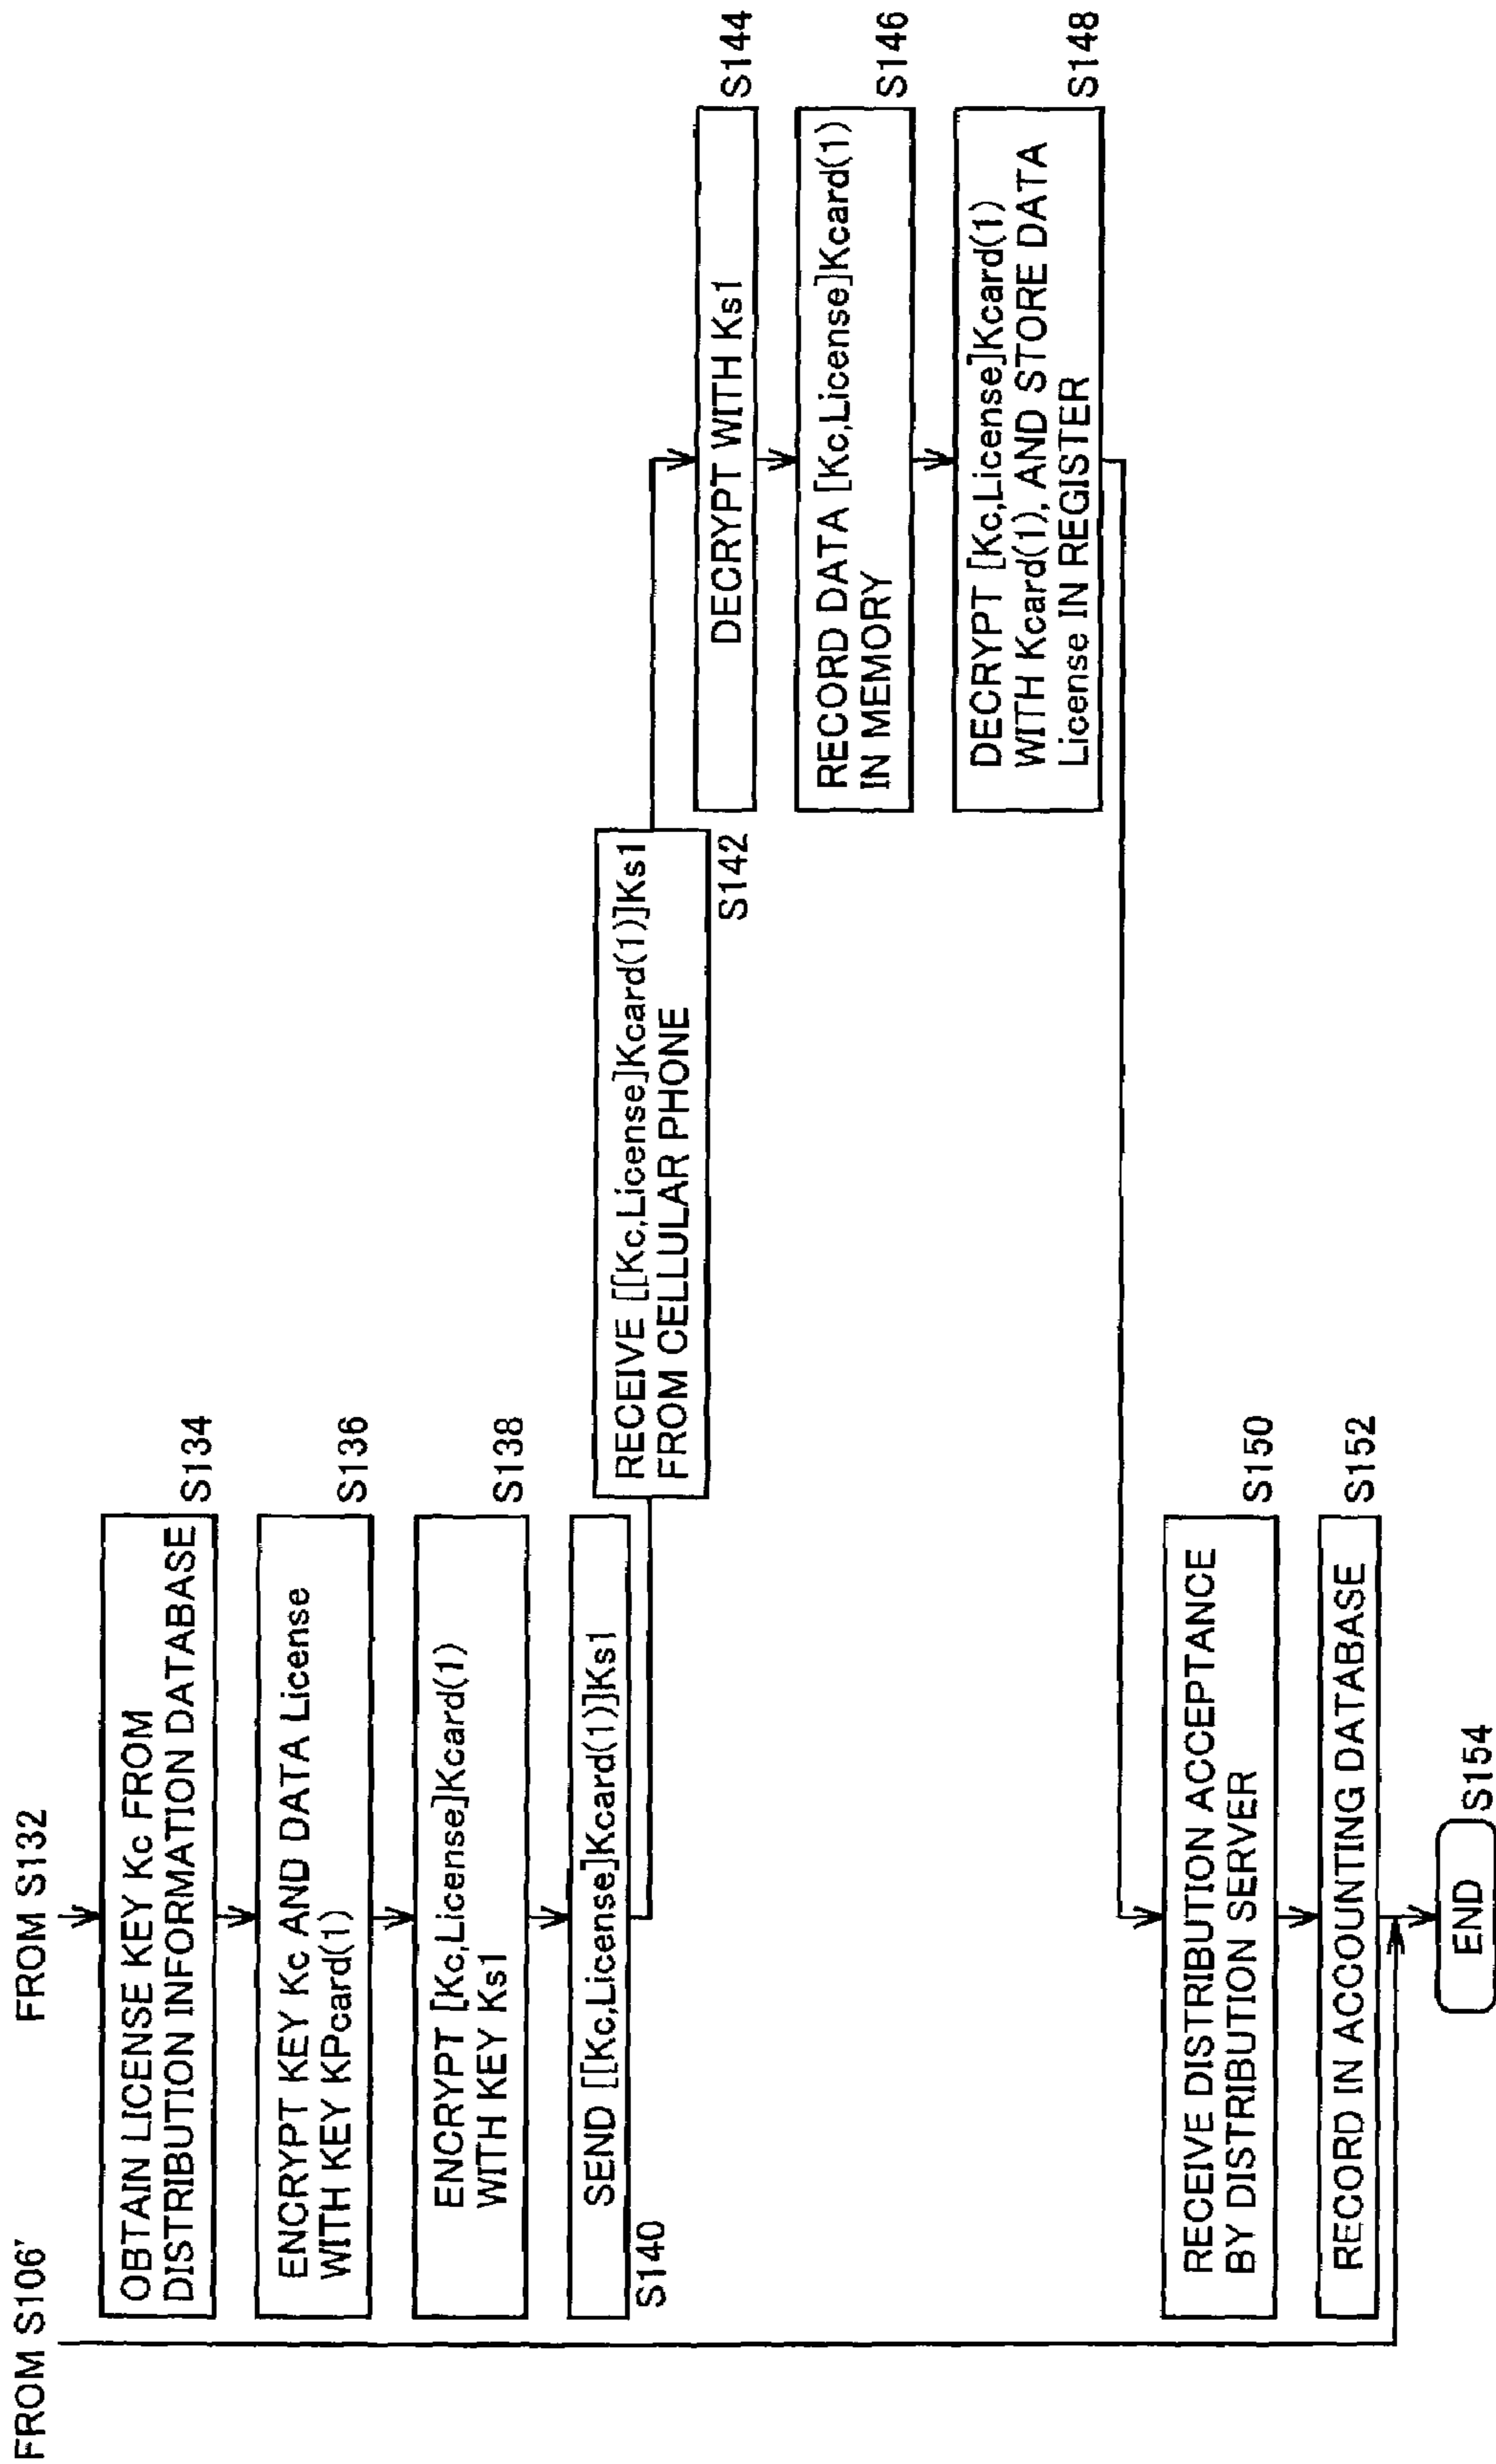 FROM S106'
FROM S132
OBTAIN LICENSE KEY Kc FROM
DISTRIBUTION INFORMATION DATABASE
S134
ENCRYPT KEY Kc AND DATA License
WITH KEY KPcard(1)
S136
ENCRYPT [Kc,License]Kcard(1)
WITH KEY Ks1
S138
SEND [[Kc,License]Kcard(1)]Ks1
S140
RECEIVE [[Kc,License]Kcard(1)]Ks1
FROM CELLULAR PHONE
S142
DECRYPT WITH Ks1
S144
RECORD DATA [Kc,License]Kcard(1)
IN MEMORY
S146
DECRYPT [Kc,License]Kcard(1)
WITH Kcard(1), AND STORE DATA
License IN REGISTER
S148
RECEIVE DISTRIBUTION ACCEPTANCE
BY DISTRIBUTION SERVER
S150
RECORD IN ACCOUNTING DATABASE
S152
END
S154